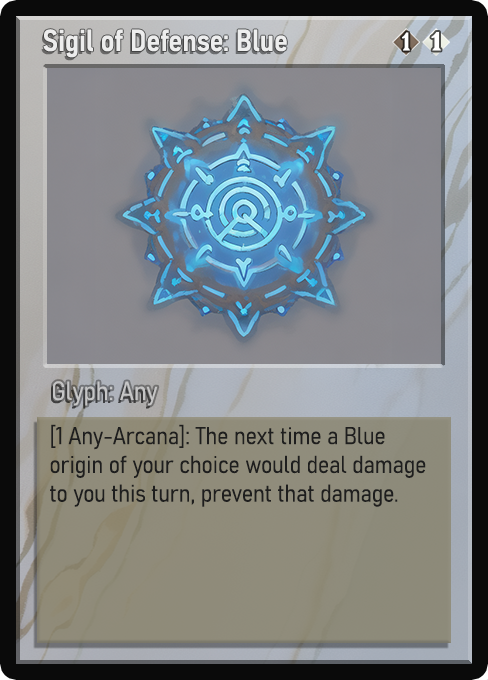 Sigil of Defense: Blue 1 1
Glyph: Any
[1 Any-Arcana]: The next time a Blue
origin of your choice would deal damage
to you this turn, prevent that damage.